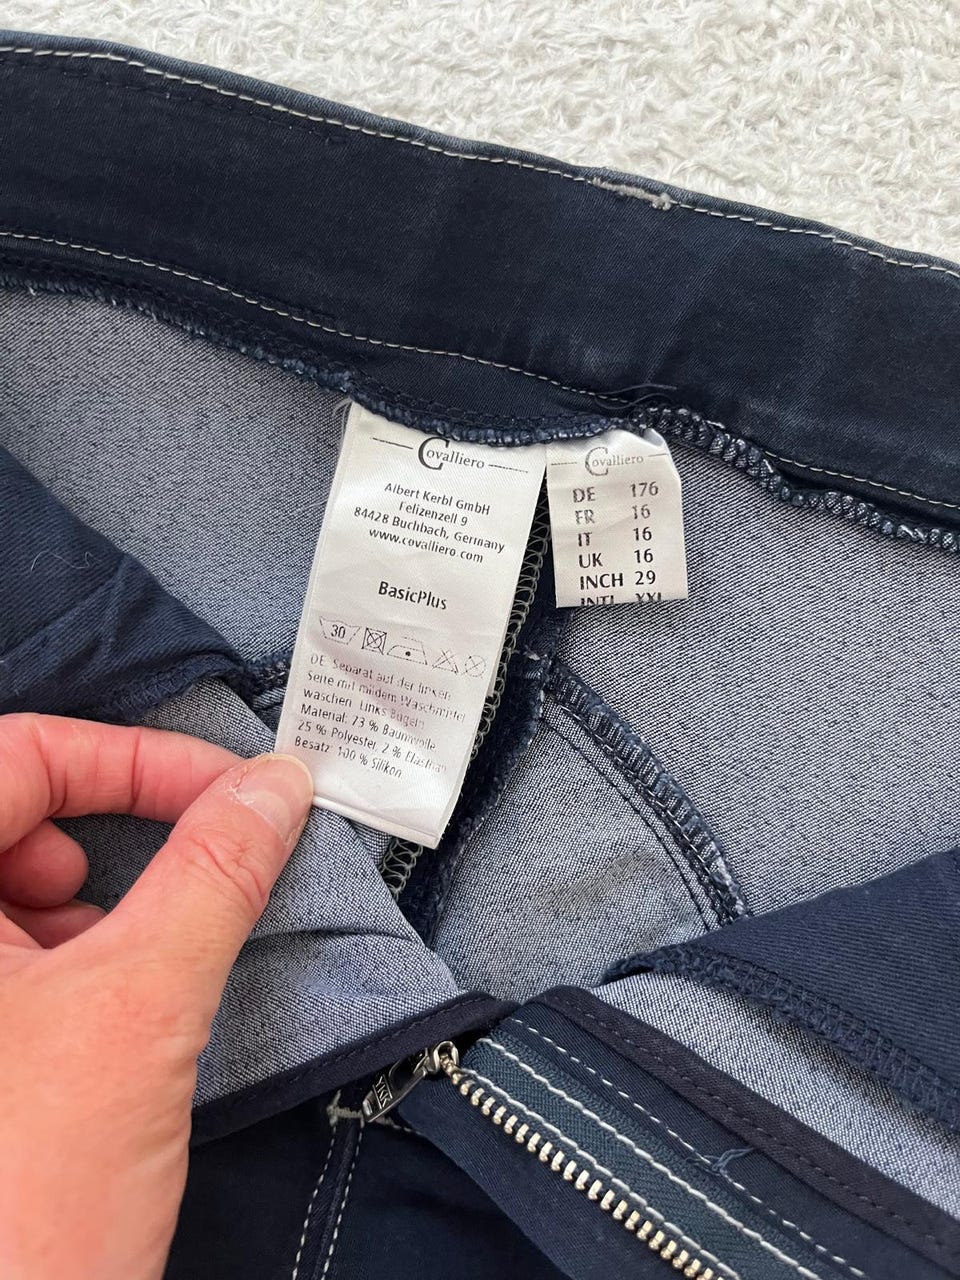 Covalliero
Albert Kerbl GmbH
Felizenzell 9
84428 Buchbach, Germany
www.covalliero.com
BasicPlus
30
DE: Separat auf der linken
Seite mit mildem Waschmittel
waschen. Links Bügeln
Material: 73 % Baumwolle,
25 % Polyester, 2 % Elasthan
Besatz: 100 % Silikon
Covalliero
DE 176
FR 16
IT 16
UK 16
INCH 29
INTL XXL
YKK